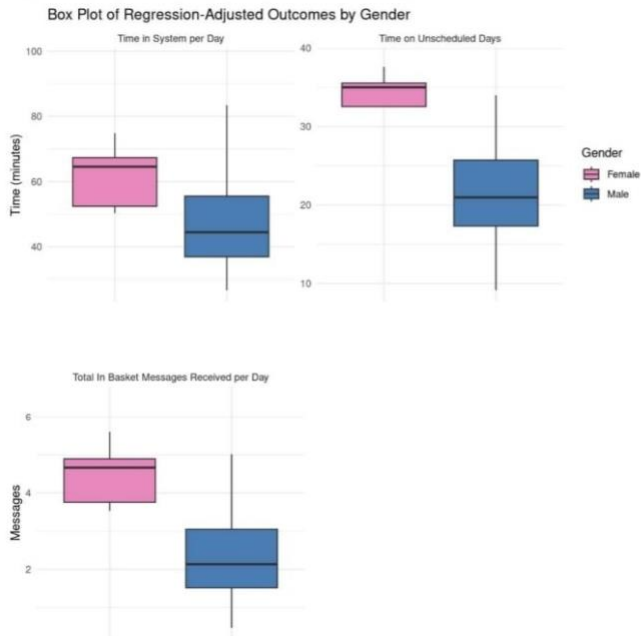 Box Plot of Regression-Adjusted Outcomes by Gender
Time in System per Day
100
80
60
40
Time (minutes)
Time on Unscheduled Days
40
30
20
10
Gender
Female
Male
Total In Basket Messages Received per Day
6
4
2
Messages